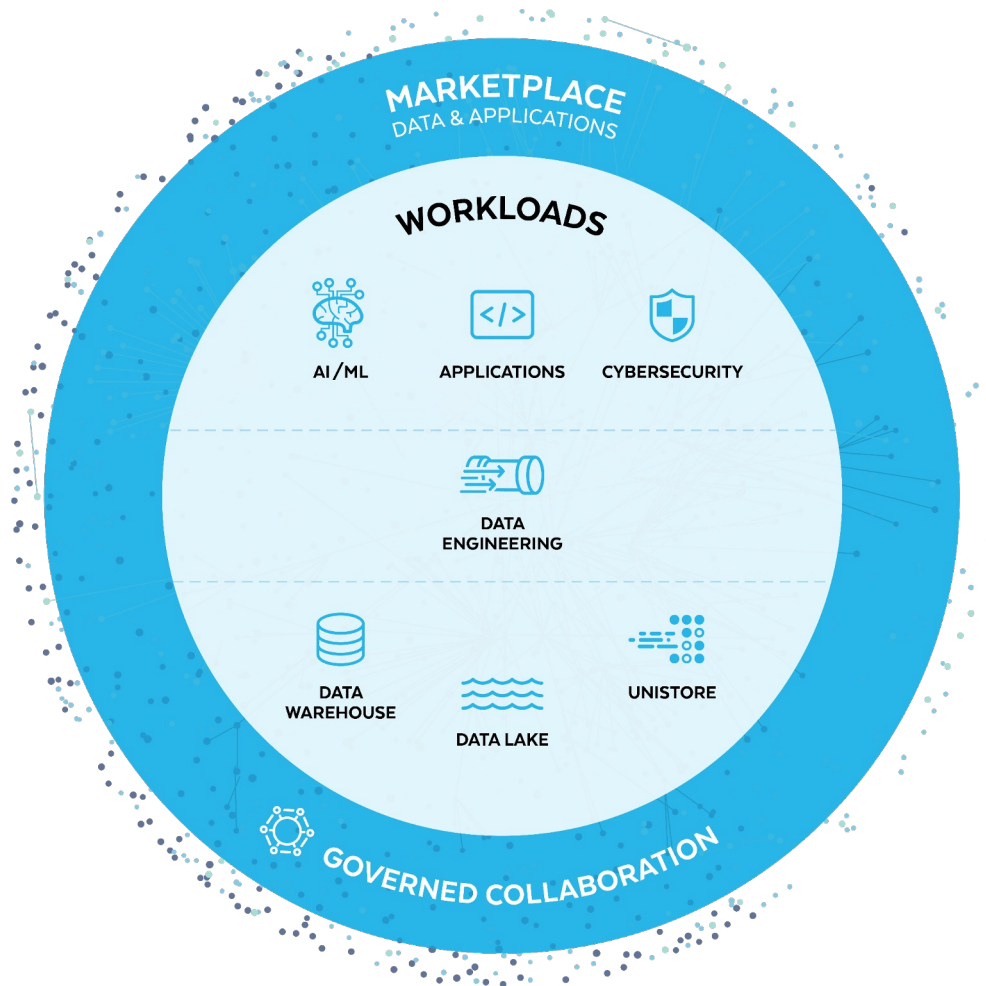 MARKETPLACE
DATA & APPLICATIONS
WORKLOADS
</>
AI/ML
APPLICATIONS
CYBERSECURITY
DATA
ENGINEERING
DATA
WAREHOUSE
DATA LAKE
UNISTORE
GOVERNED COLLABORATION